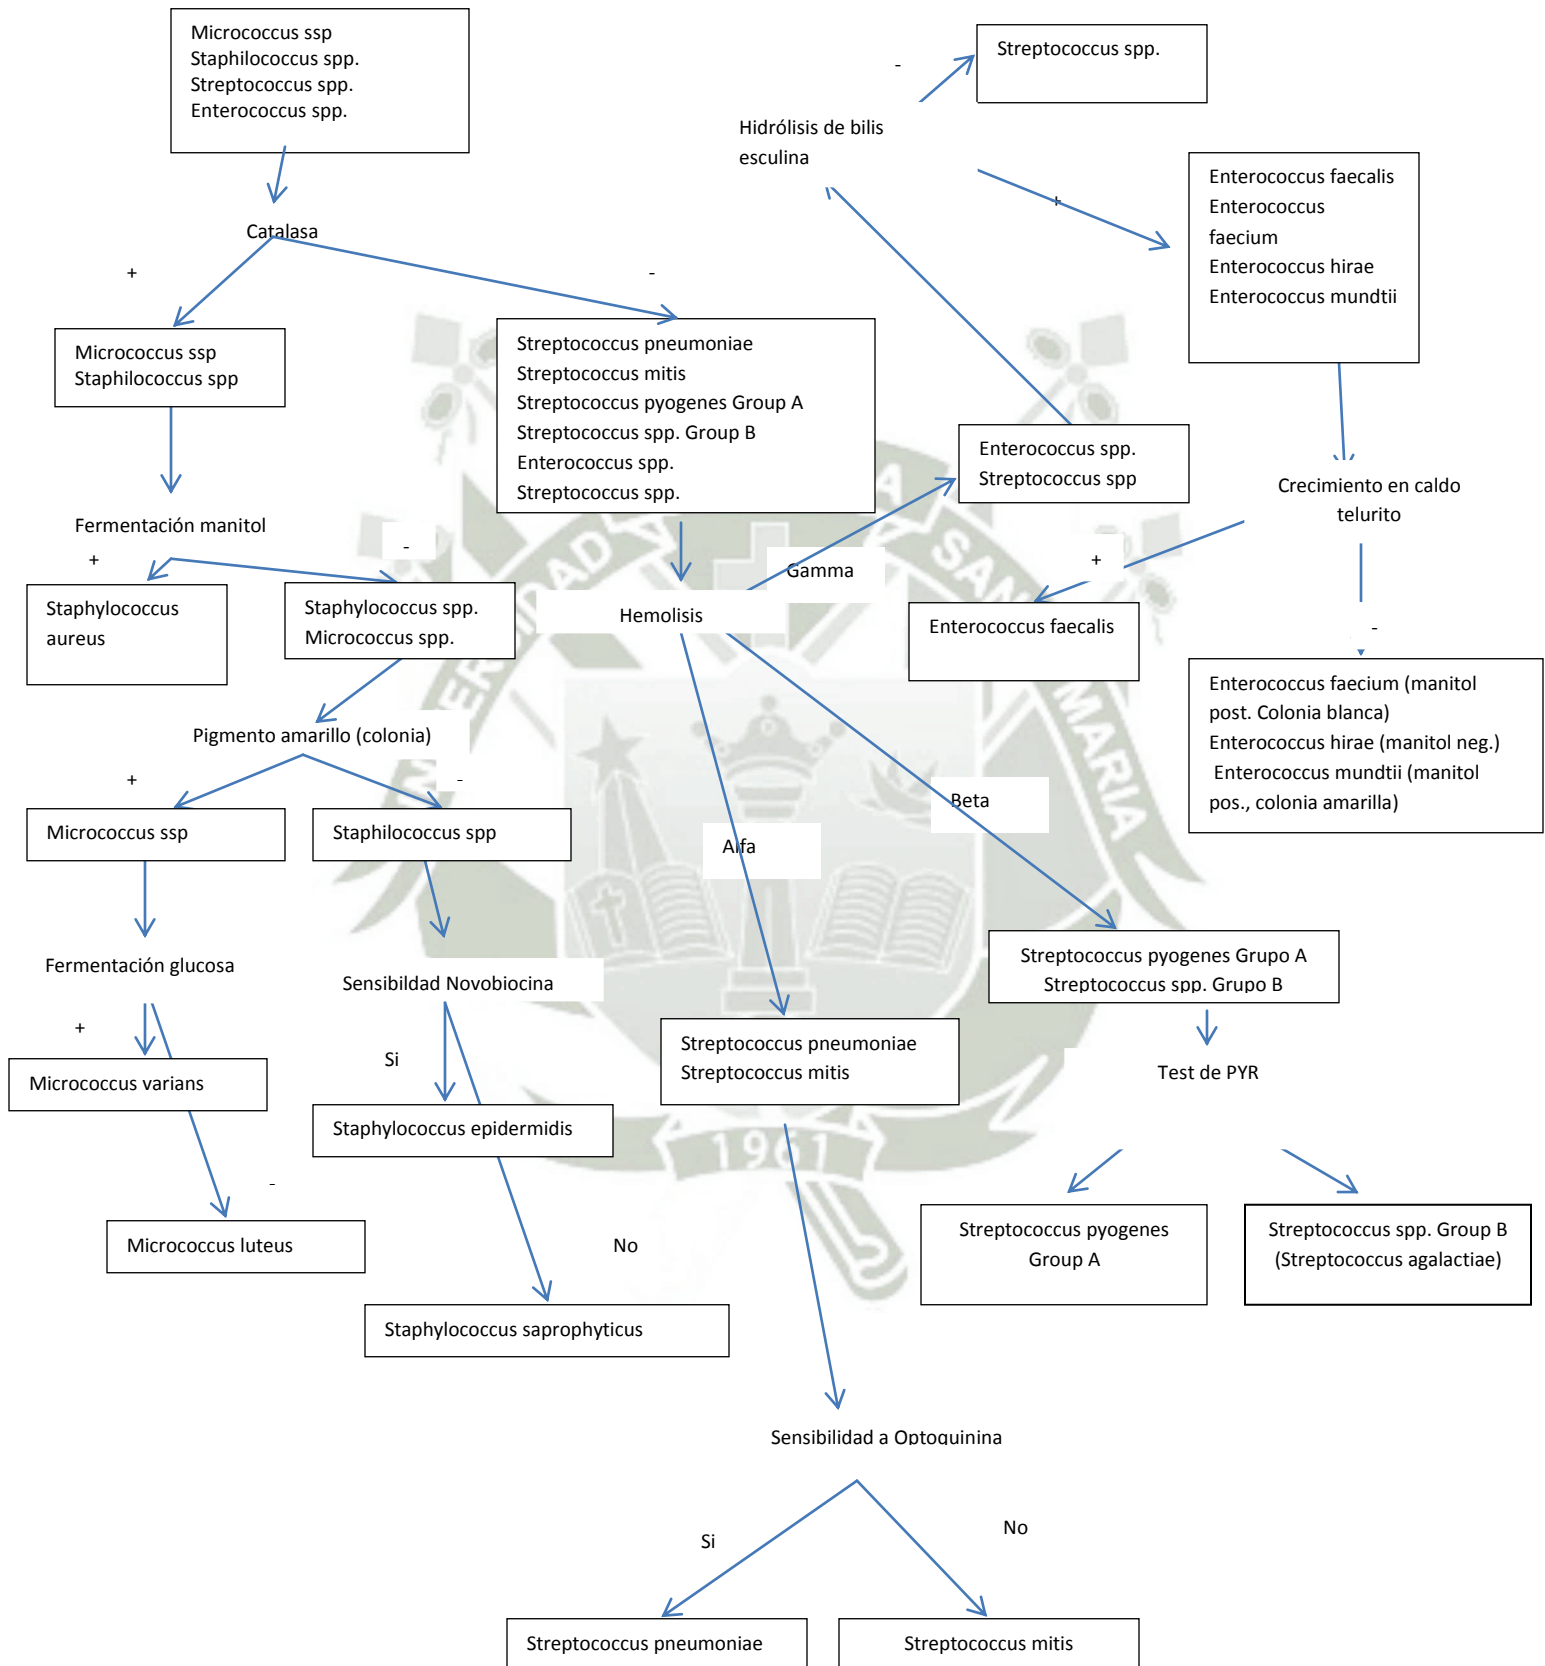 Micrococcus ssp
Staphilococcus spp.
Streptococcus spp.
Enterococcus spp.
Catalasa
+
-
Micrococcus ssp
Staphilococcus spp
Fermentación manitol
+
-
Staphylococcus
aureus
Staphylococcus spp.
Micrococcus spp.
Pigmento amarillo (colonia)
+
-
Micrococcus ssp
Staphilococcus spp
Fermentación glucosa
+
-
Micrococcus varians
Micrococcus luteus
Sensibildad Novobiocina
Si
No
Staphylococcus epidermidis
Staphylococcus saprophyticus
Streptococcus pneumoniae
Streptococcus mitis
Streptococcus pyogenes Group A
Streptococcus spp. Group B
Enterococcus spp.
Streptococcus spp.
Hemolisis
Gamma
Alfa
Beta
Streptococcus pneumoniae
Streptococcus mitis
Sensibilidad a Optoquinina
Si
No
Streptococcus pneumoniae
Streptococcus mitis
Streptococcus pyogenes Grupo A
Streptococcus spp. Grupo B
Test de PYR
Streptococcus pyogenes
Group A
Streptococcus spp. Group B
(Streptococcus agalactiae)
Enterococcus spp.
Streptococcus spp
Hidrólisis de bilis
esculina
-
+
Streptococcus spp.
Enterococcus faecalis
Enterococcus
faecium
Enterococcus hirae
Enterococcus mundtii
Crecimiento en caldo
telurito
+
-
Enterococcus faecalis
Enterococcus faecium (manitol
post. Colonia blanca)
Enterococcus hirae (manitol neg.)
Enterococcus mundtii (manitol
pos., colonia amarilla)
1961
MARIA